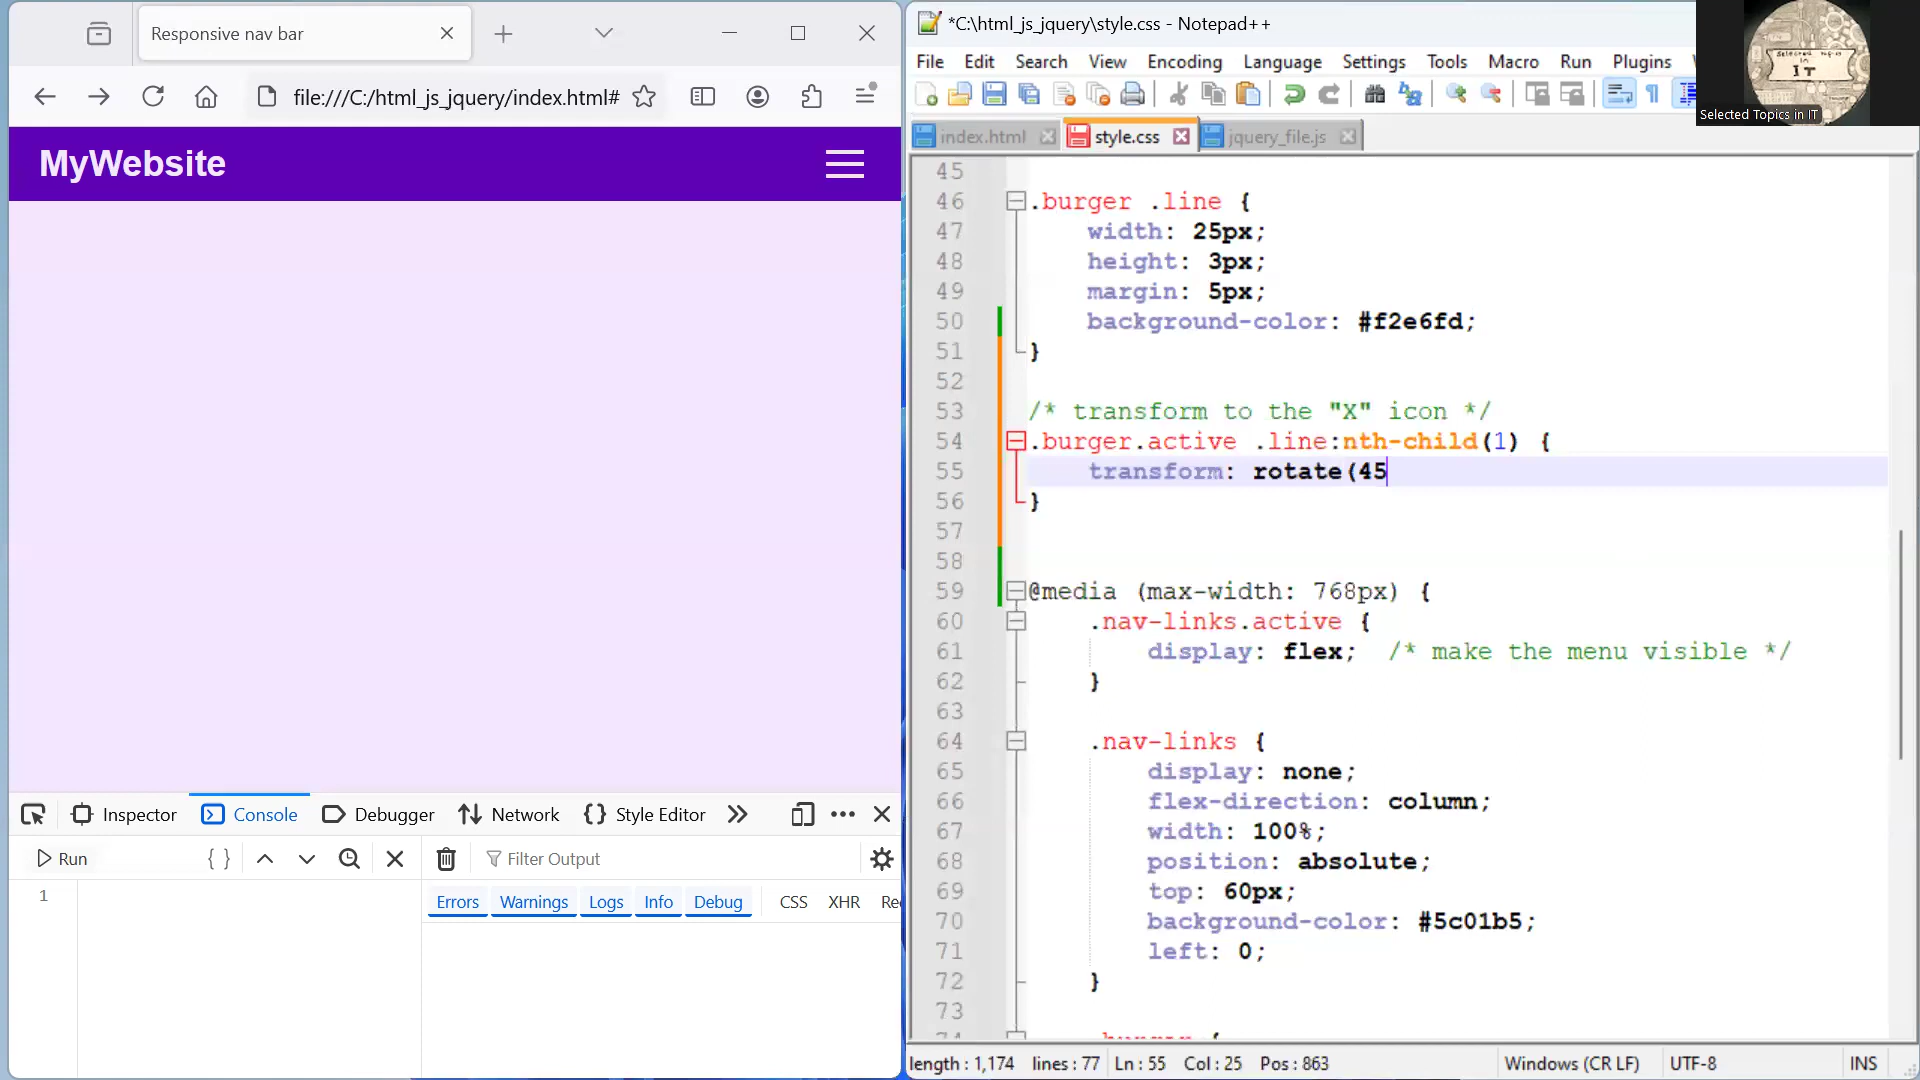 Responsive nav bar
file:///C:/html_js_jquery/index.html#
MyWebsite
Inspector
Console
Debugger
Network
Style Editor
Run
Filter Output
1
Errors
Warnings
Logs
Info
Debug
CSS
XHR
*C:\html_js_jquery\style.css - Notepad++
File Edit Search View Encoding Language Settings Tools Macro Run Plugins
index.html
style.css
jquery_file.js
45
46 .burger .line {
47 width: 25px;
48 height: 3px;
49 margin: 5px;
50 background-color: #f2e6fd;
51 }
52
53 /* transform to the "X" icon */
54 .burger.active .line:nth-child(1) {
55 transform: rotate(45
56 }
57
58
59 @media (max-width: 768px) {
60 .nav-links.active {
61 display: flex; /* make the menu visible */
62 }
63
64 .nav-links {
65 display: none;
66 flex-direction: column;
67 width: 100%;
68 position: absolute;
69 top: 60px;
70 background-color: #5c01b5;
71 left: 0;
72 }
73
length : 1,174 lines : 77 Ln : 55 Col : 25 Pos : 863 Windows (CR LF) UTF-8 INS
Selected Topics in IT
Selected Topics in IT